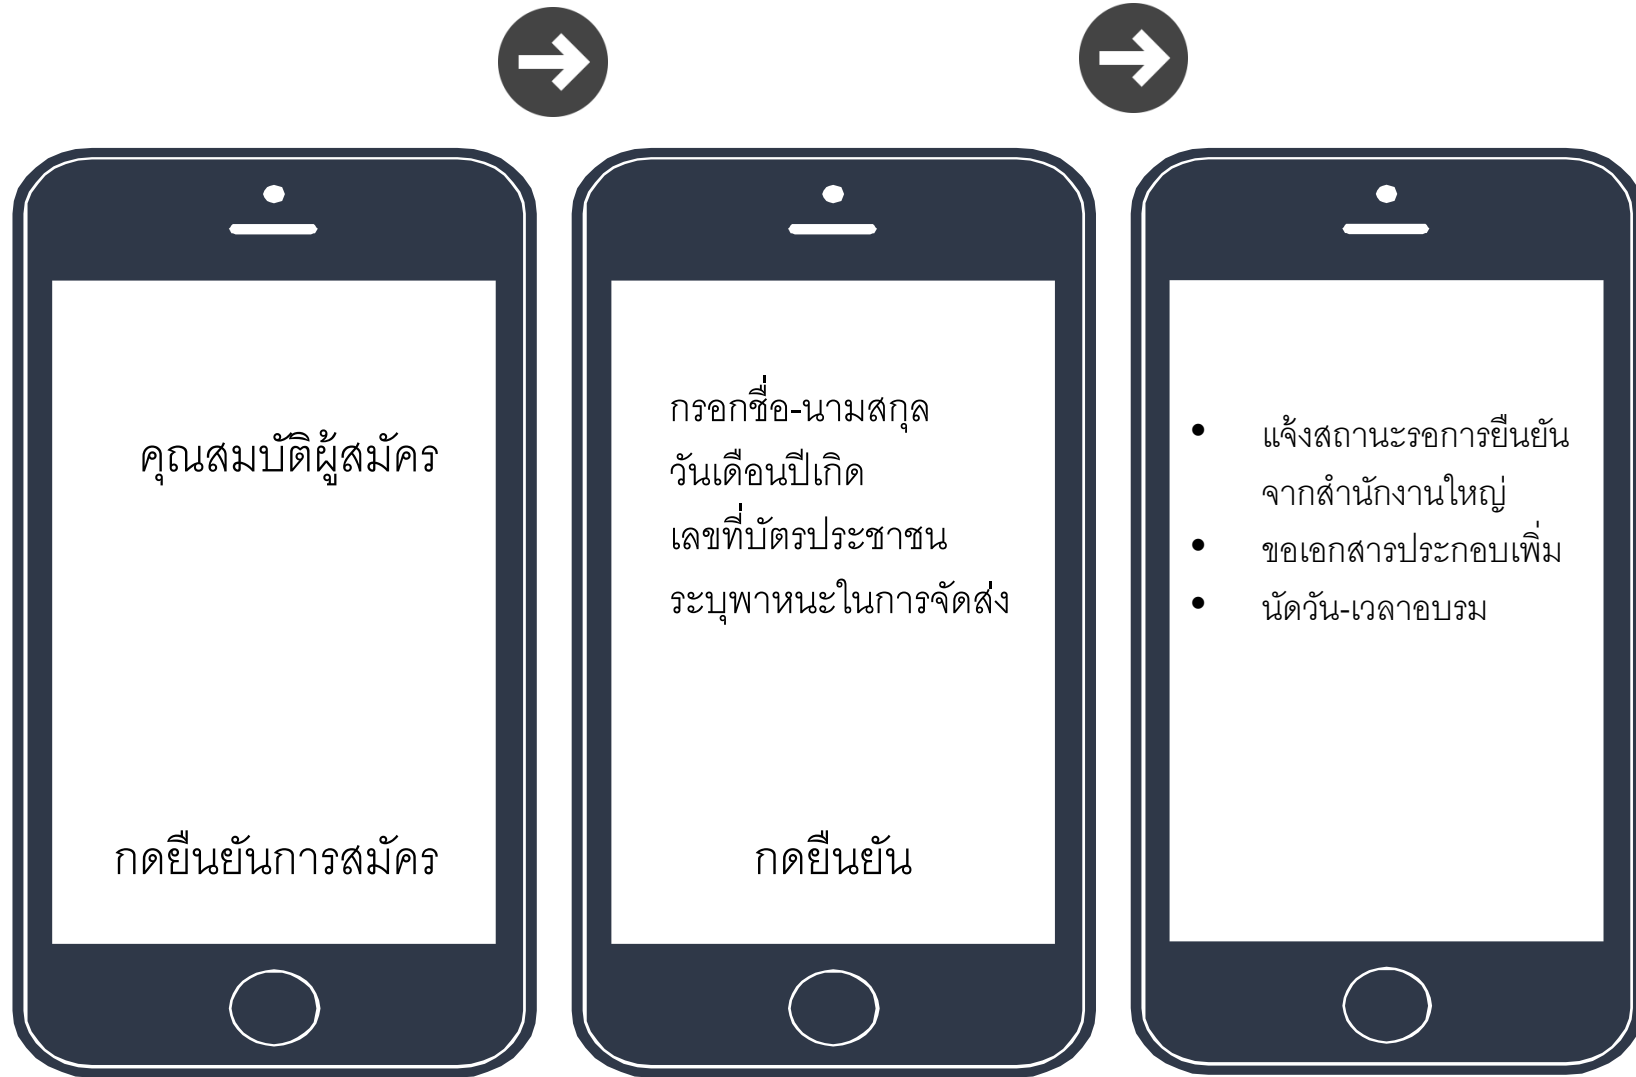 คุณสมบัติผู้สมัคร
กดยืนยันการสมัคร
กรอกชื่อ-นามสกุล
วันเดือนปีเกิด
เลขที่บัตรประชาชน
ระบุพาหนะในการจัดส่ง
กดยืนยัน
• แจ้งสถานะรอการยืนยัน
จากสำนักงานใหญ่
• ขอเอกสารประกอบเพิ่ม
• นัดวัน-เวลาอบรม